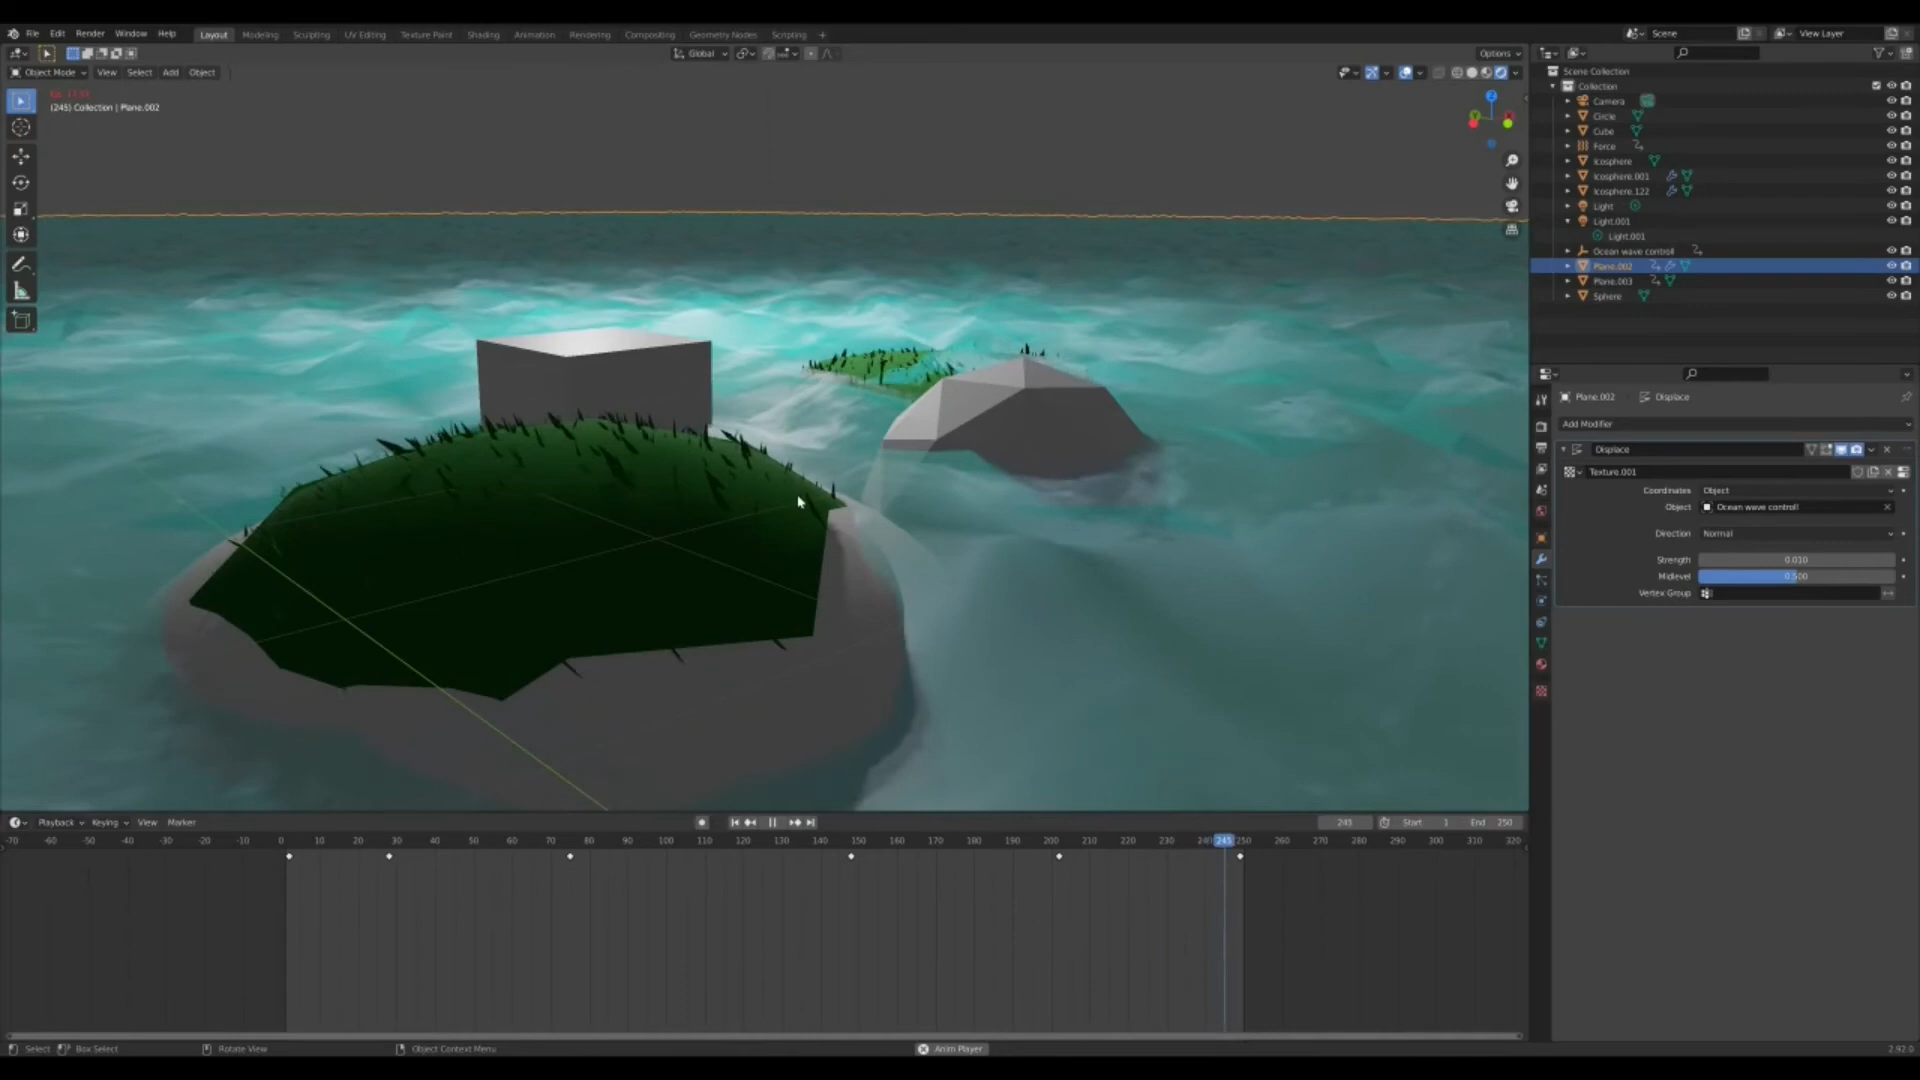 File Edit Render Window Help Layout Modeling Sculpting UV Editing Texture Paint Shading Animation Rendering Compositing Geometry Nodes Scripting + Scene View Layer
Global Options
Object Mode View Select Add Object
(245) Collection | Plane.002
Scene Collection
Collection
Camera
Circle
Cube
Force
Icosphere
Icosphere.001
Icosphere.122
Light
Light.001
Light.001
Ocean wave controll
Plane.002
Plane.003
Sphere
Plane.002 Displace
Add Modifier
Displace
Texture.001
Coordinates Object
Object Ocean wave controll
Direction Normal
Strength 0.010
Midlevel 0.500
Vertex Group
Playback Keying View Marker 245 Start 1 End 250
-70 -60 -50 -40 -30 -20 -10 0 10 20 30 40 50 60 70 80 90 100 110 120 130 140 150 160 170 180 190 200 210 220 230 240 245 250 260 270 280 290 300 310 320
Select Box Select Rotate View Object Context Menu Anim Player 2.92.0